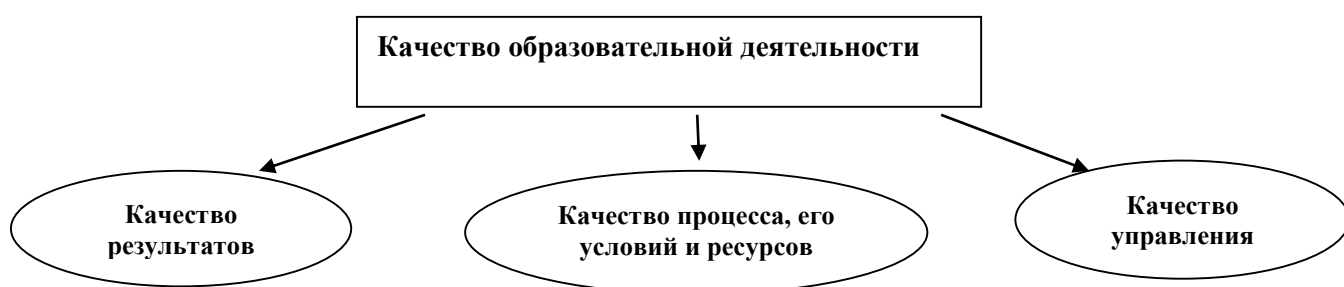 Качество образовательной деятельности
Качество
результатов
Качество процесса, его
условий и ресурсов
Качество
управления